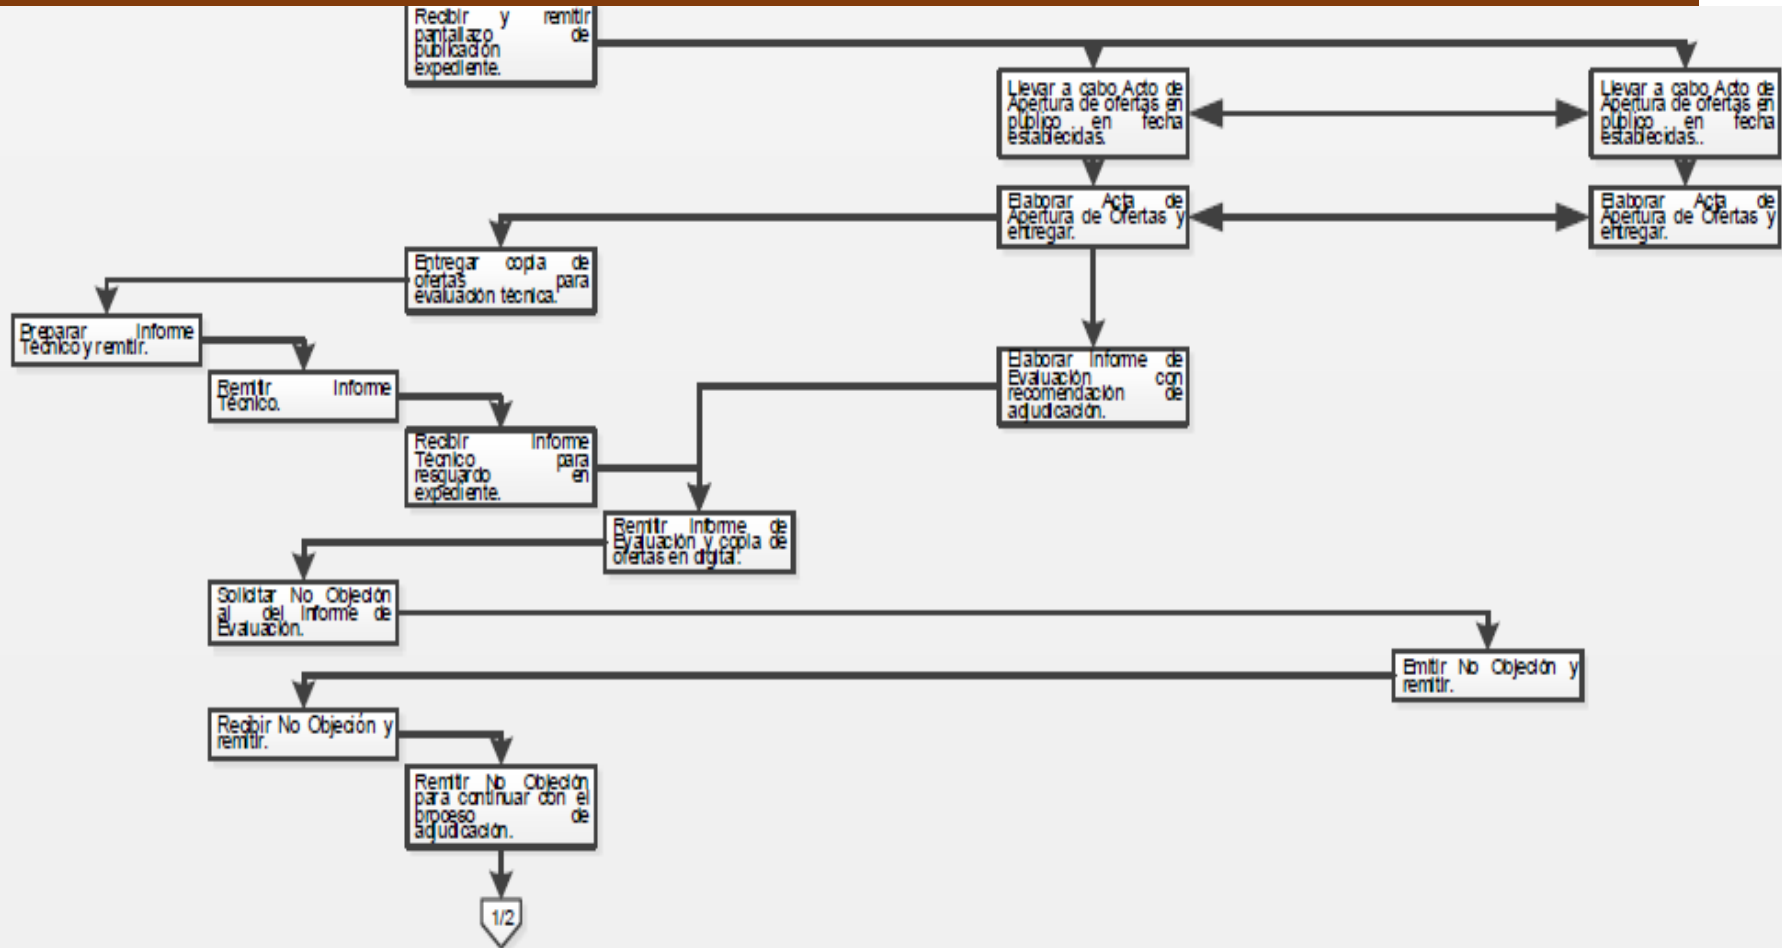 Recibir y remitir
pantallazo de
publicación
expediente.
Llevar a cabo Acto de
Apertura de ofertas en
público en fecha
establecidas.
Llevar a cabo Acto de
Apertura de ofertas en
público en fecha
establecidas..
Elaborar Acta de
Apertura de Ofertas y
entregar.
Elaborar Acta de
Apertura de Ofertas y
entregar.
Entregar copia de
ofertas para
evaluación técnica.
Preparar Informe
Técnico y remitir.
Elaborar Informe de
Evaluación con
recomendación de
adjudicación.
Remitir Informe
Técnico.
Recibir Informe
Técnico para
resguardo en
expediente.
Remitir Informe de
Evaluación y copia de
ofertas en digital.
Solicitar No Objeción
al del Informe de
Evaluación.
Emitir No Objeción y
remitir.
Recibir No Objeción y
remitir.
Remitir No Objeción
para continuar con el
proceso de
adjudicación.
1/2